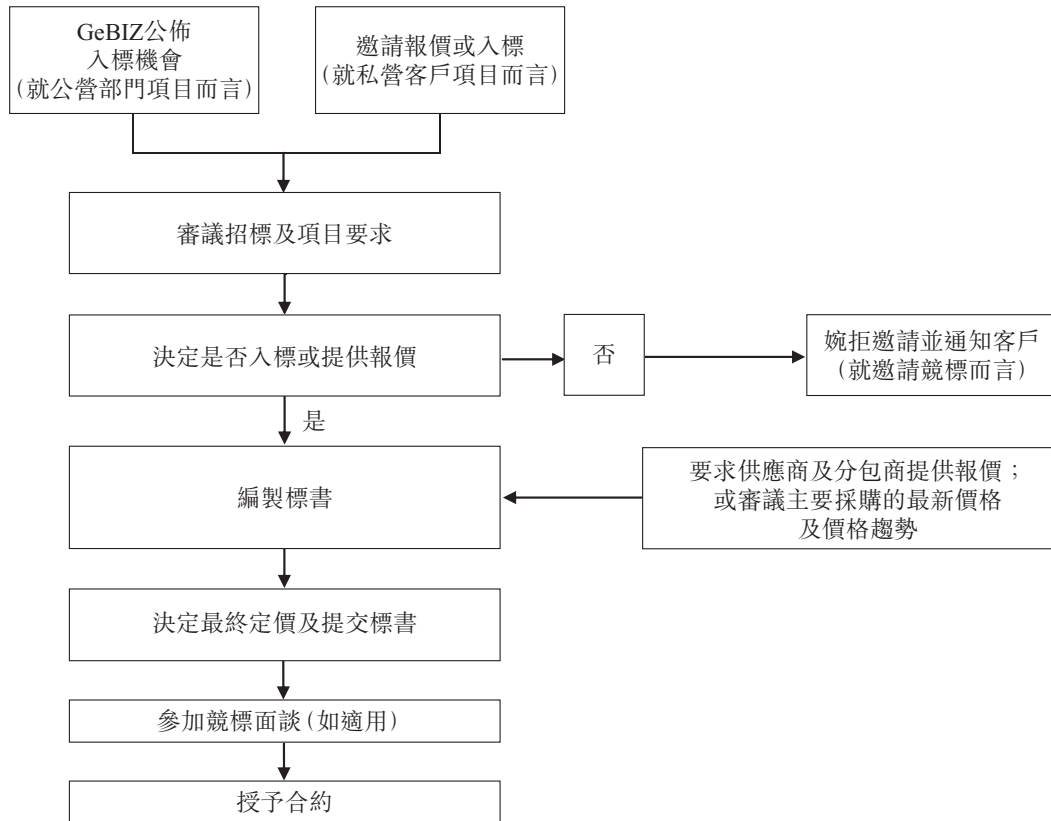 GeBIZ公佈
入標機會
(就公營部門項目而言)
邀請報價或入標
(就私營客戶項目而言)
審議招標及項目要求
決定是否入標或提供報價
否
婉拒邀請並通知客戶
(就邀請競標而言)
是
編製標書
要求供應商及分包商提供報價；
或審議主要採購的最新價格
及價格趨勢
決定最終定價及提交標書
參加競標面談(如適用)
授予合約